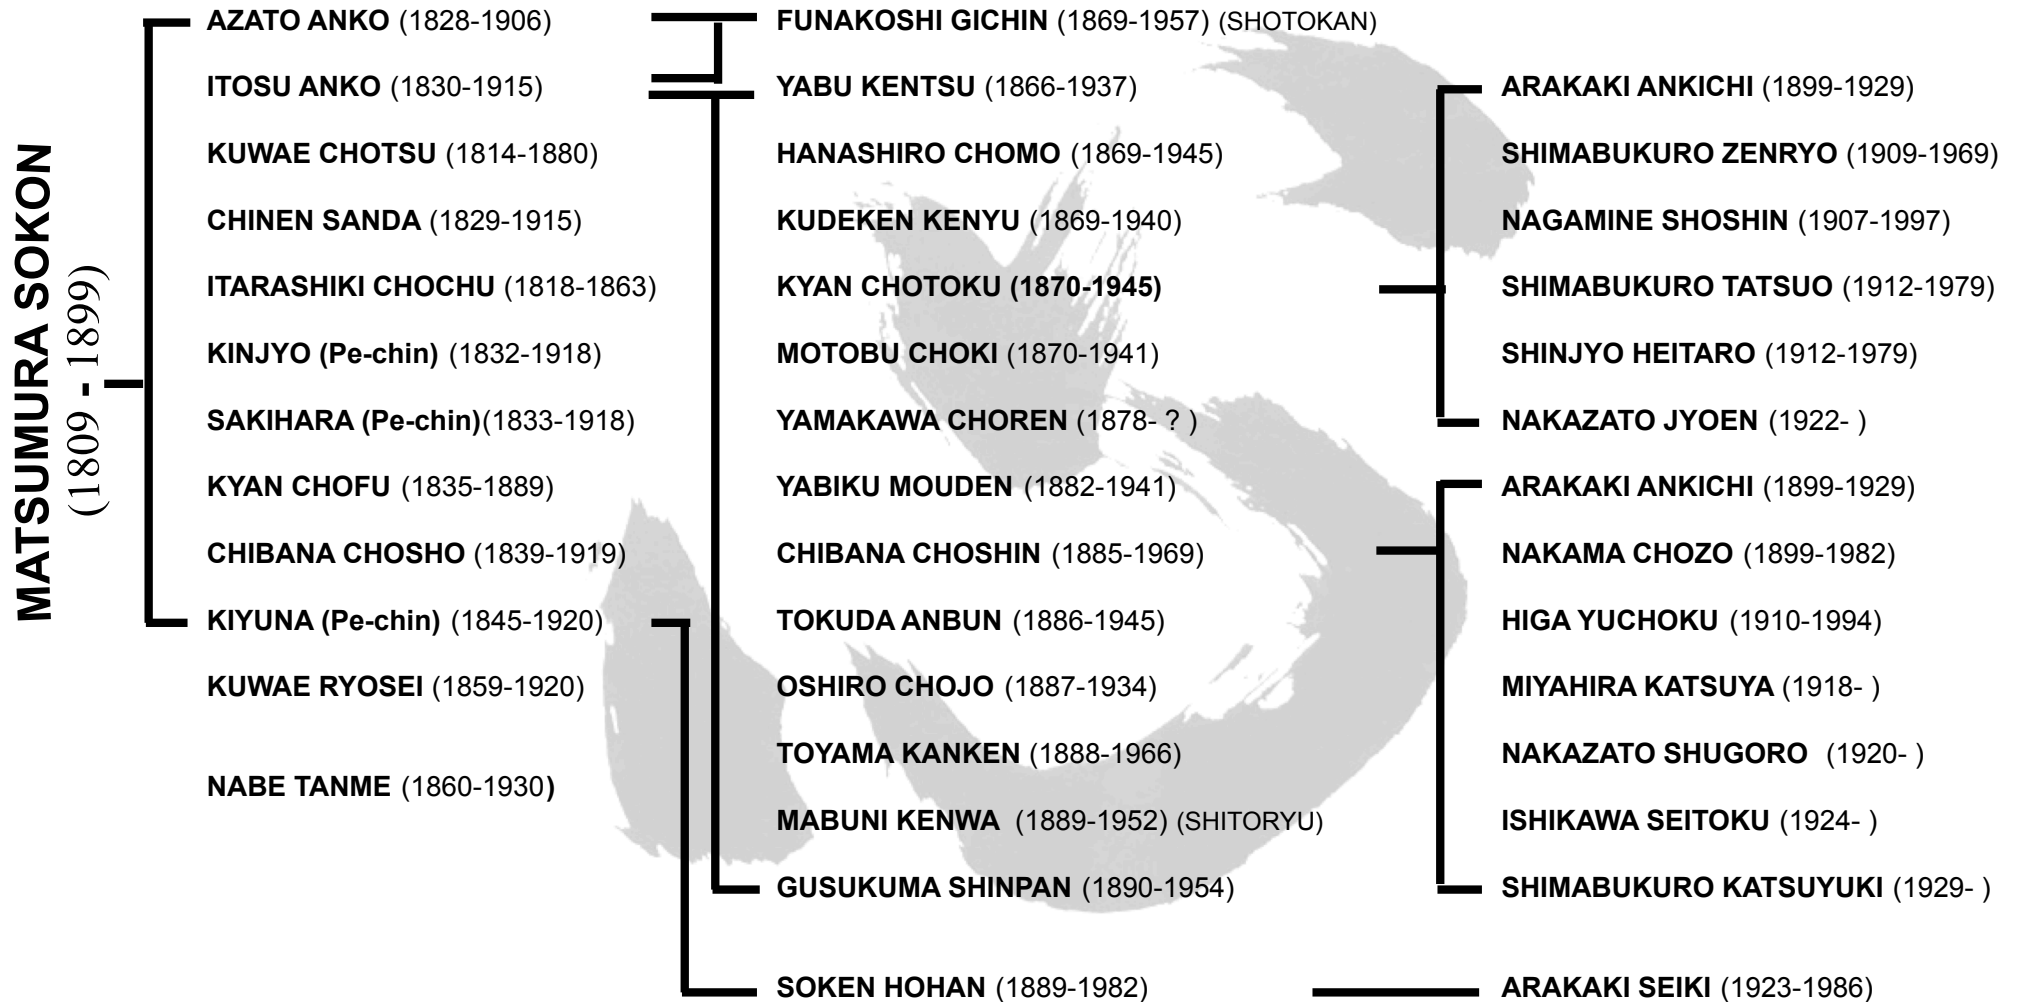 MATSUMURA SOKON
(1809 - 1899)
AZATO ANKO (1828-1906)
ITOSU ANKO (1830-1915)
KUWAE CHOTSU (1814-1880)
CHINEN SANDA (1829-1915)
ITARASHIKI CHOCHU (1818-1863)
KINJYO (Pe-chin) (1832-1918)
SAKIHARA (Pe-chin)(1833-1918)
KYAN CHOFU (1835-1889)
CHIBANA CHOSHO (1839-1919)
KIYUNA (Pe-chin) (1845-1920)
KUWAE RYOSEI (1859-1920)
NABE TANME (1860-1930)
FUNAKOSHI GICHIN (1869-1957) (SHOTOKAN)
YABU KENTSU (1866-1937)
HANASHIRO CHOMO (1869-1945)
KUDEKEN KENYU (1869-1940)
KYAN CHOTOKU (1870-1945)
MOTOBU CHOKI (1870-1941)
YAMAKAWA CHOREN (1878- ? )
YABIKU MOUDEN (1882-1941)
CHIBANA CHOSHIN (1885-1969)
TOKUDA ANBUN (1886-1945)
OSHIRO CHOJO (1887-1934)
TOYAMA KANKEN (1888-1966)
MABUNI KENWA (1889-1952) (SHITORYU)
GUSUKUMA SHINPAN (1890-1954)
SOKEN HOHAN (1889-1982)
ARAKAKI ANKICHI (1899-1929)
SHIMABUKURO ZENRYO (1909-1969)
NAGAMINE SHOSHIN (1907-1997)
SHIMABUKURO TATSUO (1912-1979)
SHINJYO HEITARO (1912-1979)
NAKAZATO JYOEN (1922- )
ARAKAKI ANKICHI (1899-1929)
NAKAMA CHOZO (1899-1982)
HIGA YUCHOKU (1910-1994)
MIYAHIRA KATSUYA (1918- )
NAKAZATO SHUGORO (1920- )
ISHIKAWA SEITOKU (1924- )
SHIMABUKURO KATSUYUKI (1929- )
ARAKAKI SEIKI (1923-1986)